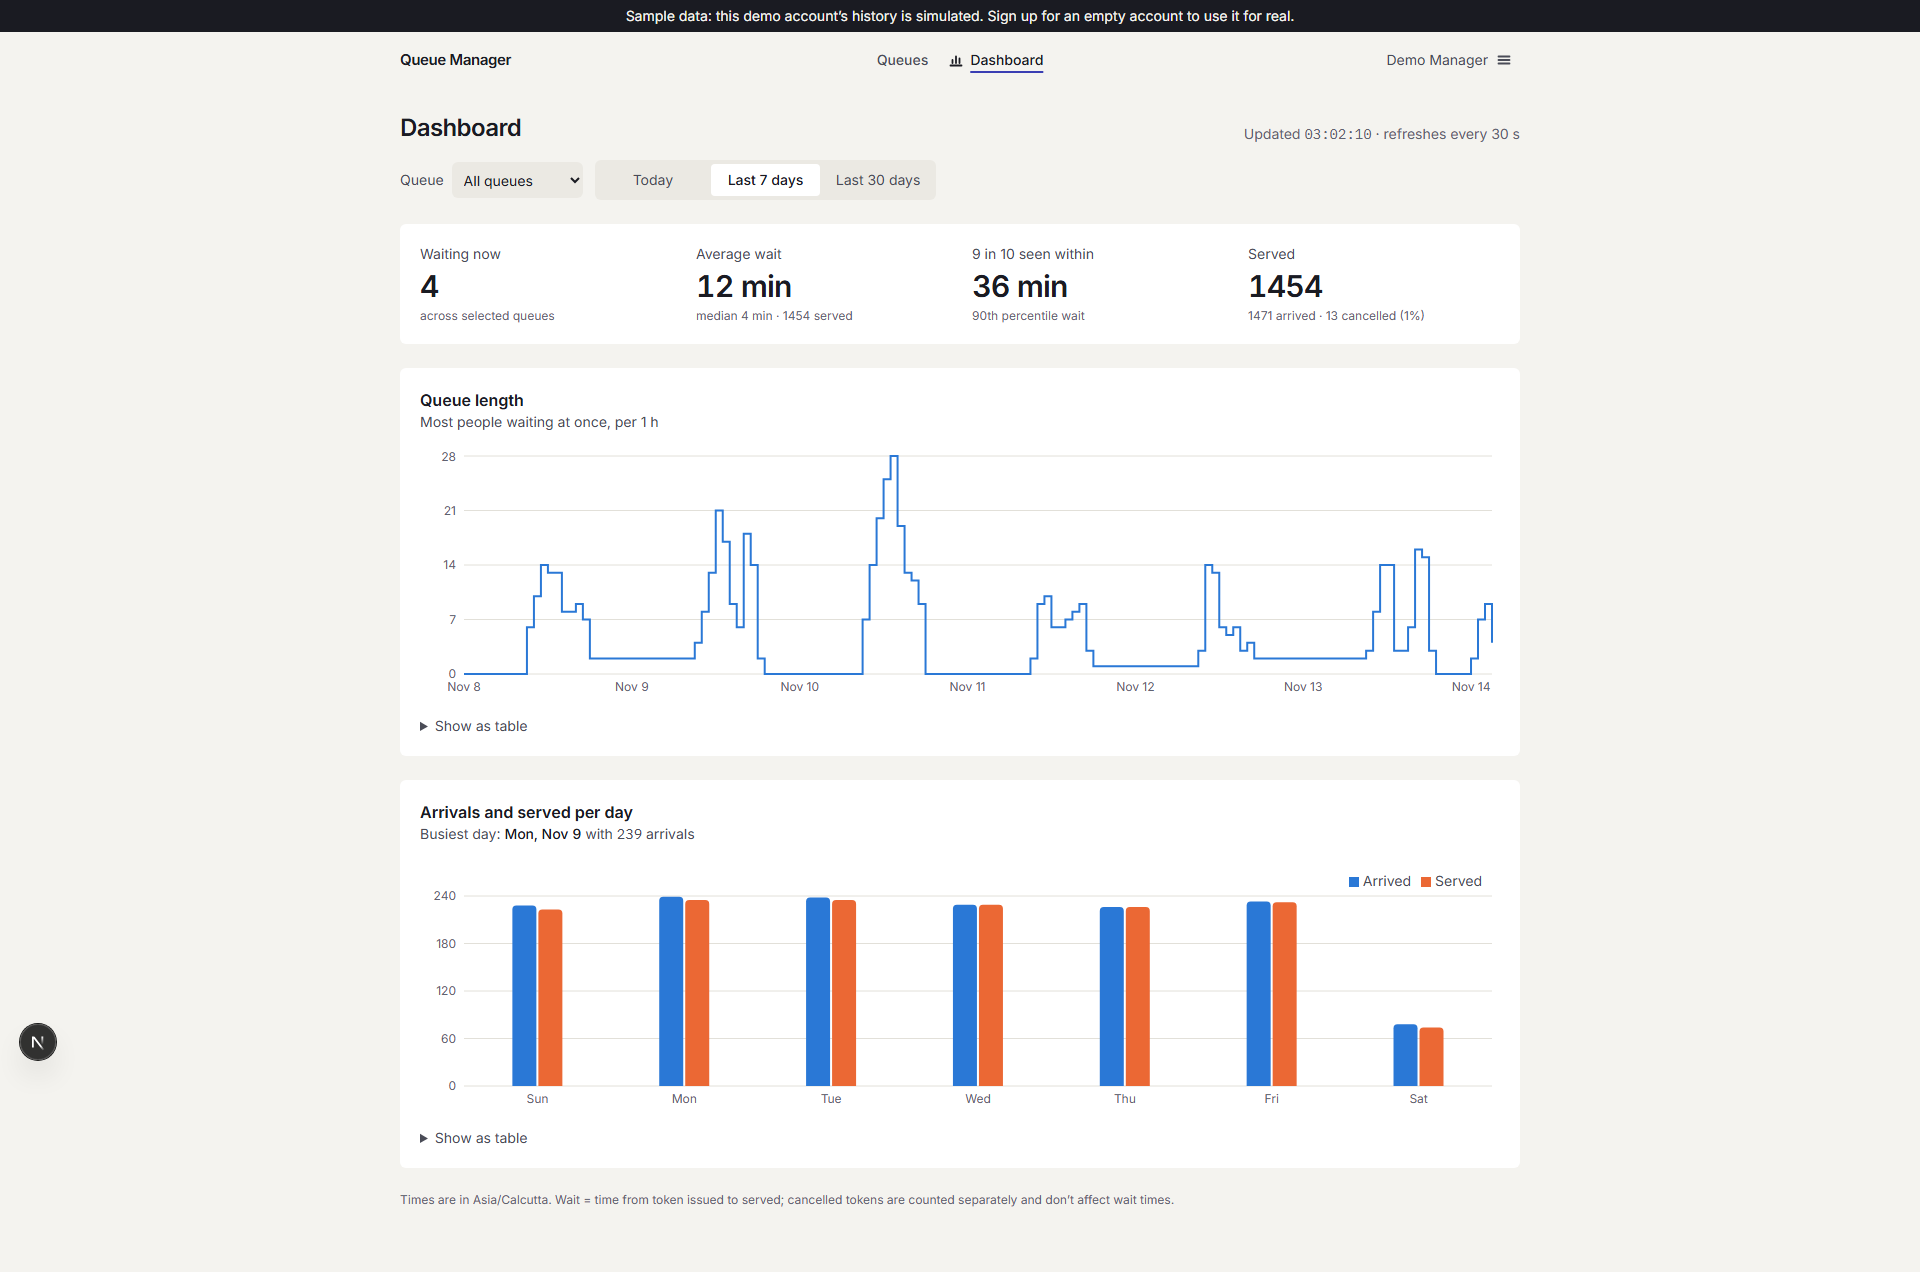 Sample data: this demo account's history is simulated. Sign up for an empty account to use it for real.
Queue Manager
Queues
Dashboard
Demo Manager
Dashboard
Updated 03:02:10 · refreshes every 30 s
Queue
All queues
Today
Last 7 days
Last 30 days
Waiting now
4
across selected queues
Average wait
12 min
median 4 min · 1454 served
9 in 10 seen within
36 min
90th percentile wait
Served
1454
1471 arrived · 13 cancelled (1%)
Queue length
Most people waiting at once, per 1 h
28
21
14
7
0
Nov 8
Nov 9
Nov 10
Nov 11
Nov 12
Nov 13
Nov 14
Show as table
Arrivals and served per day
Busiest day: Mon, Nov 9 with 239 arrivals
Arrived
Served
240
180
120
60
0
Sun
Mon
Tue
Wed
Thu
Fri
Sat
Show as table
N
Times are in Asia/Calcutta. Wait = time from token issued to served; cancelled tokens are counted separately and don't affect wait times.